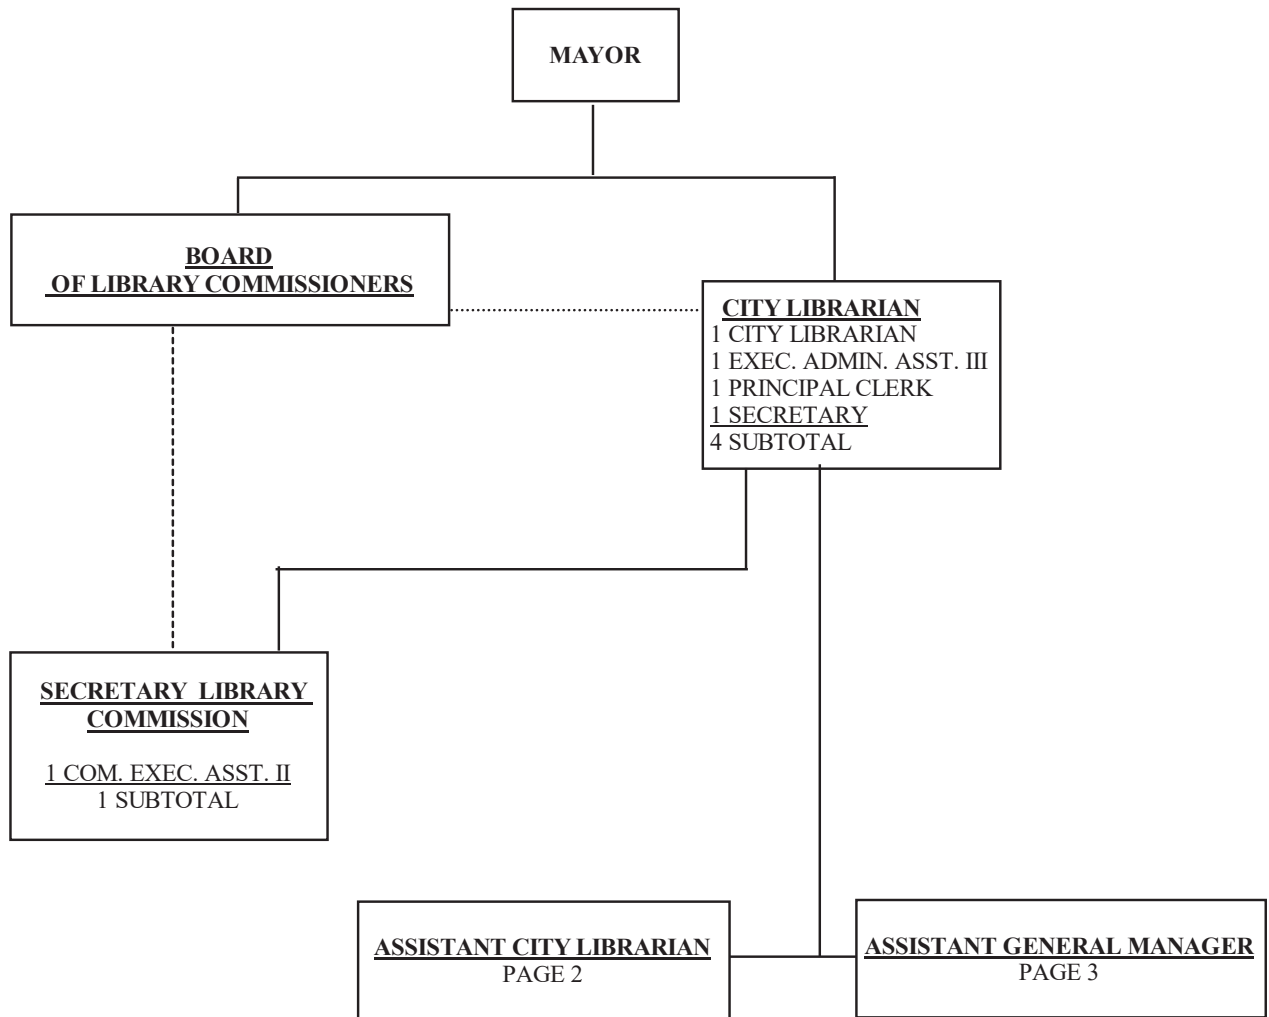 MAYOR
BOARD
OF LIBRARY COMMISSIONERS
CITY LIBRARIAN
1 CITY LIBRARIAN
1 EXEC. ADMIN. ASST. III
1 PRINCIPAL CLERK
1 SECRETARY
4 SUBTOTAL
SECRETARY LIBRARY
COMMISSION
1 COM. EXEC. ASST. II
1 SUBTOTAL
ASSISTANT CITY LIBRARIAN
PAGE 2
ASSISTANT GENERAL MANAGER
PAGE 3